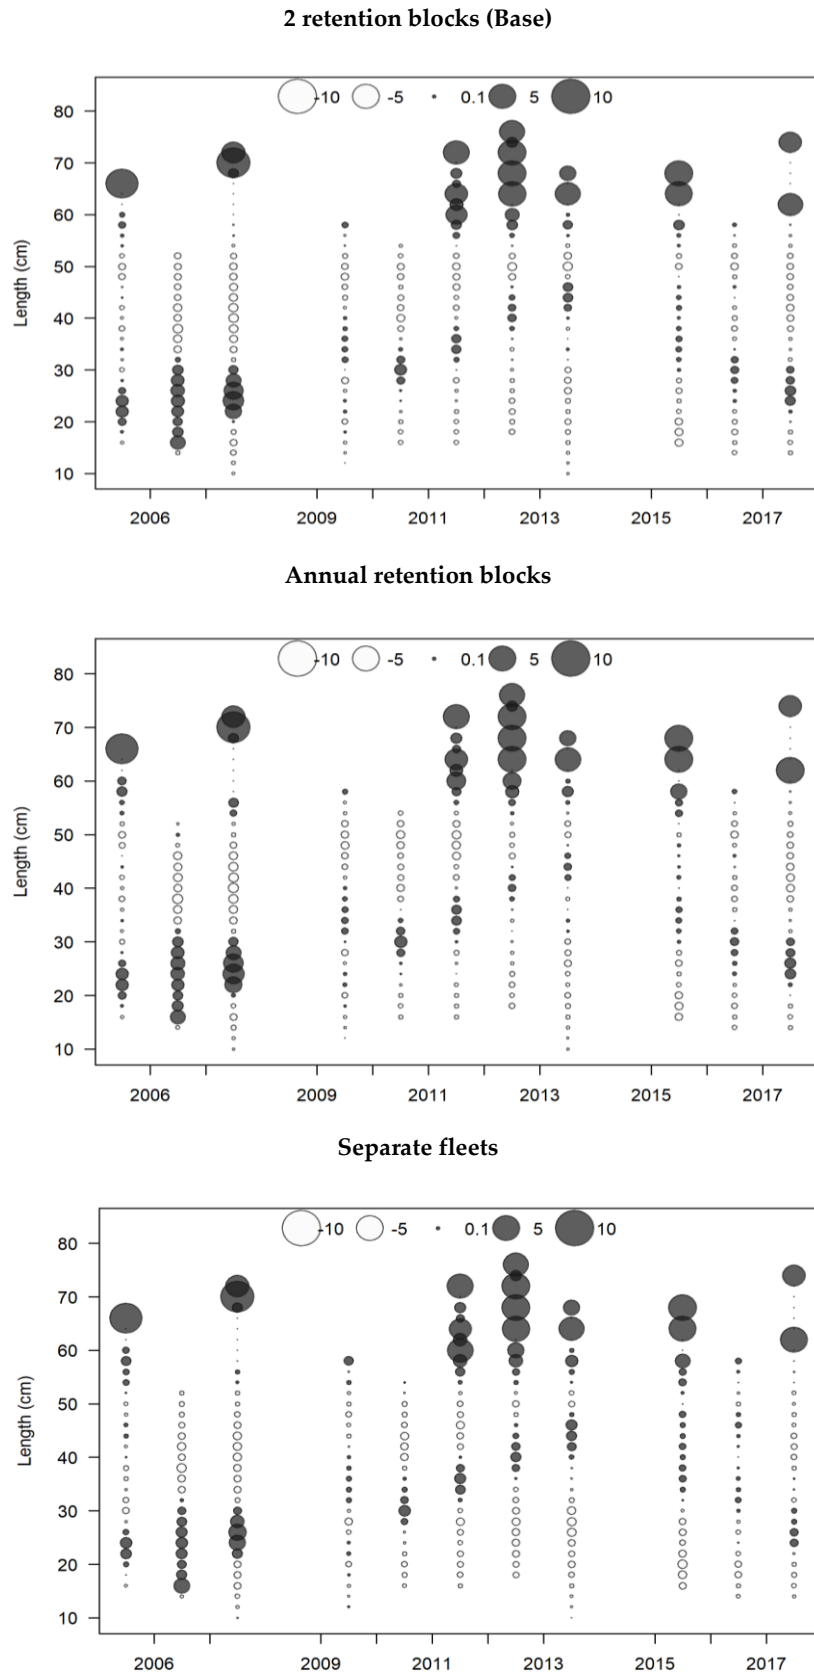 2 retention blocks (Base)
-10 -5 0.1 5 10
80
70
60
50
40
30
20
10
Length (cm)
2006 2009 2011 2013 2015 2017
Annual retention blocks
-10 -5 0.1 5 10
80
70
60
50
40
30
20
10
Length (cm)
2006 2009 2011 2013 2015 2017
Separate fleets
-10 -5 0.1 5 10
80
70
60
50
40
30
20
10
Length (cm)
2006 2009 2011 2013 2015 2017